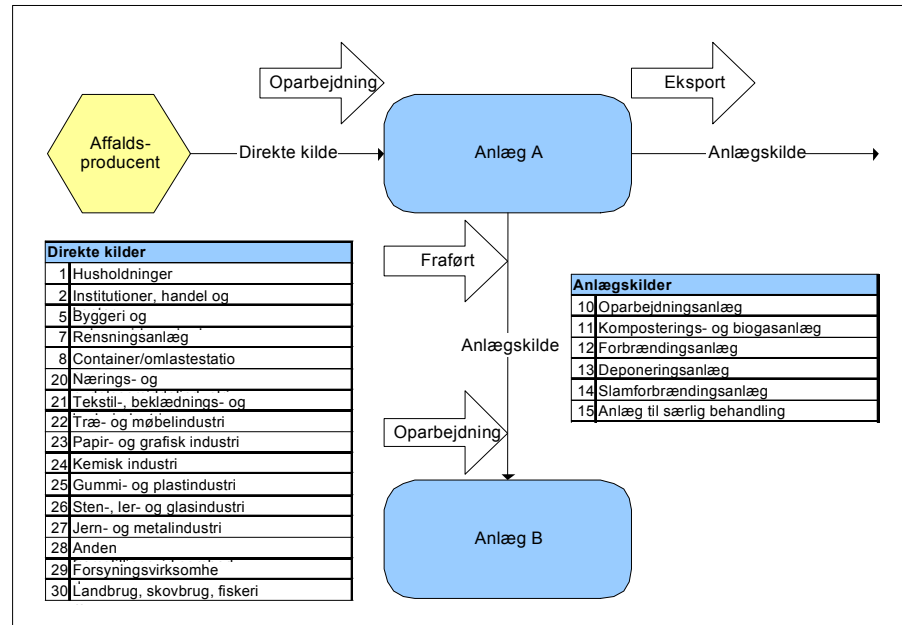 Oparbejdning
Eksport
Affalds-
producent
Direkte kilde
Anlæg A
Anlægskilde
Fraført
Anlægskilde
Oparbejdning
Anlæg B
Direkte kilder
1 Husholdninger
2 Institutioner, handel og
5 Byggeri og
7 Rensningsanlæg
8 Container/omlastestatio
20 Nærings- og
21 Tekstil-, beklædnings- og
22 Træ- og møbelindustri
23 Papir- og grafisk industri
24 Kemisk industri
25 Gummi- og plastindustri
26 Sten-, ler- og glasindustri
27 Jern- og metalindustri
28 Anden
29 Forsyningsvirksomhe
30 Landbrug, skovbrug, fiskeri
Anlægskilder
10 Oparbejdningsanlæg
11 Komposterings- og biogasanlæg
12 Forbrændingsanlæg
13 Deponeringsanlæg
14 Slamforbrændingsanlæg
15 Anlæg til særlig behandling